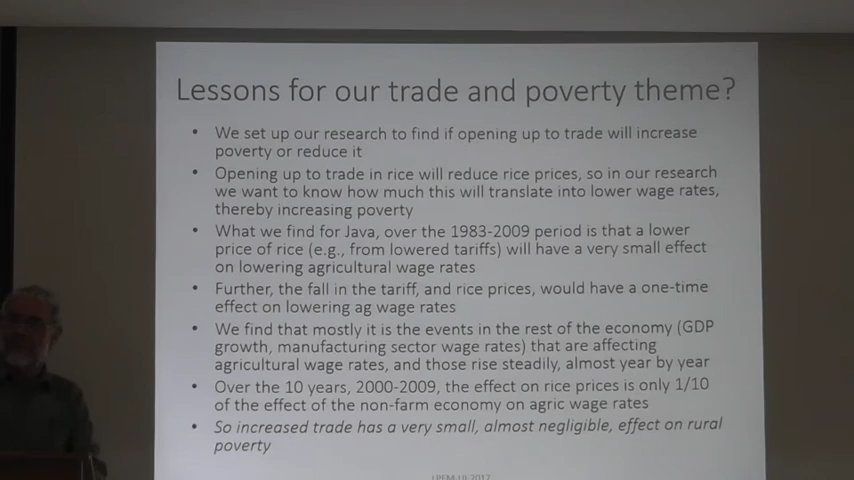 Lessons for our trade and poverty theme?
• We set up our research to find if opening up to trade will increase
poverty or reduce it
• Opening up to trade in rice will reduce rice prices, so in our research
we want to know how much this will translate into lower wage rates,
thereby increasing poverty
• What we find for Java, over the 1983-2009 period is that a lower
price of rice (e.g., from lowered tariffs) will have a very small effect
on lowering agricultural wage rates
• Further, the fall in the tariff, and rice prices, would have a one-time
effect on lowering ag wage rates
• We find that mostly it is the events in the rest of the economy (GDP
growth, manufacturing sector wage rates) that are affecting
agricultural wage rates, and those rise steadily, almost year by year
• Over the 10 years, 2000-2009, the effect on rice prices is only 1/10
of the effect of the non-farm economy on agric wage rates
• So increased trade has a very small, almost negligible, effect on rural
poverty
LPEM-UI-2017